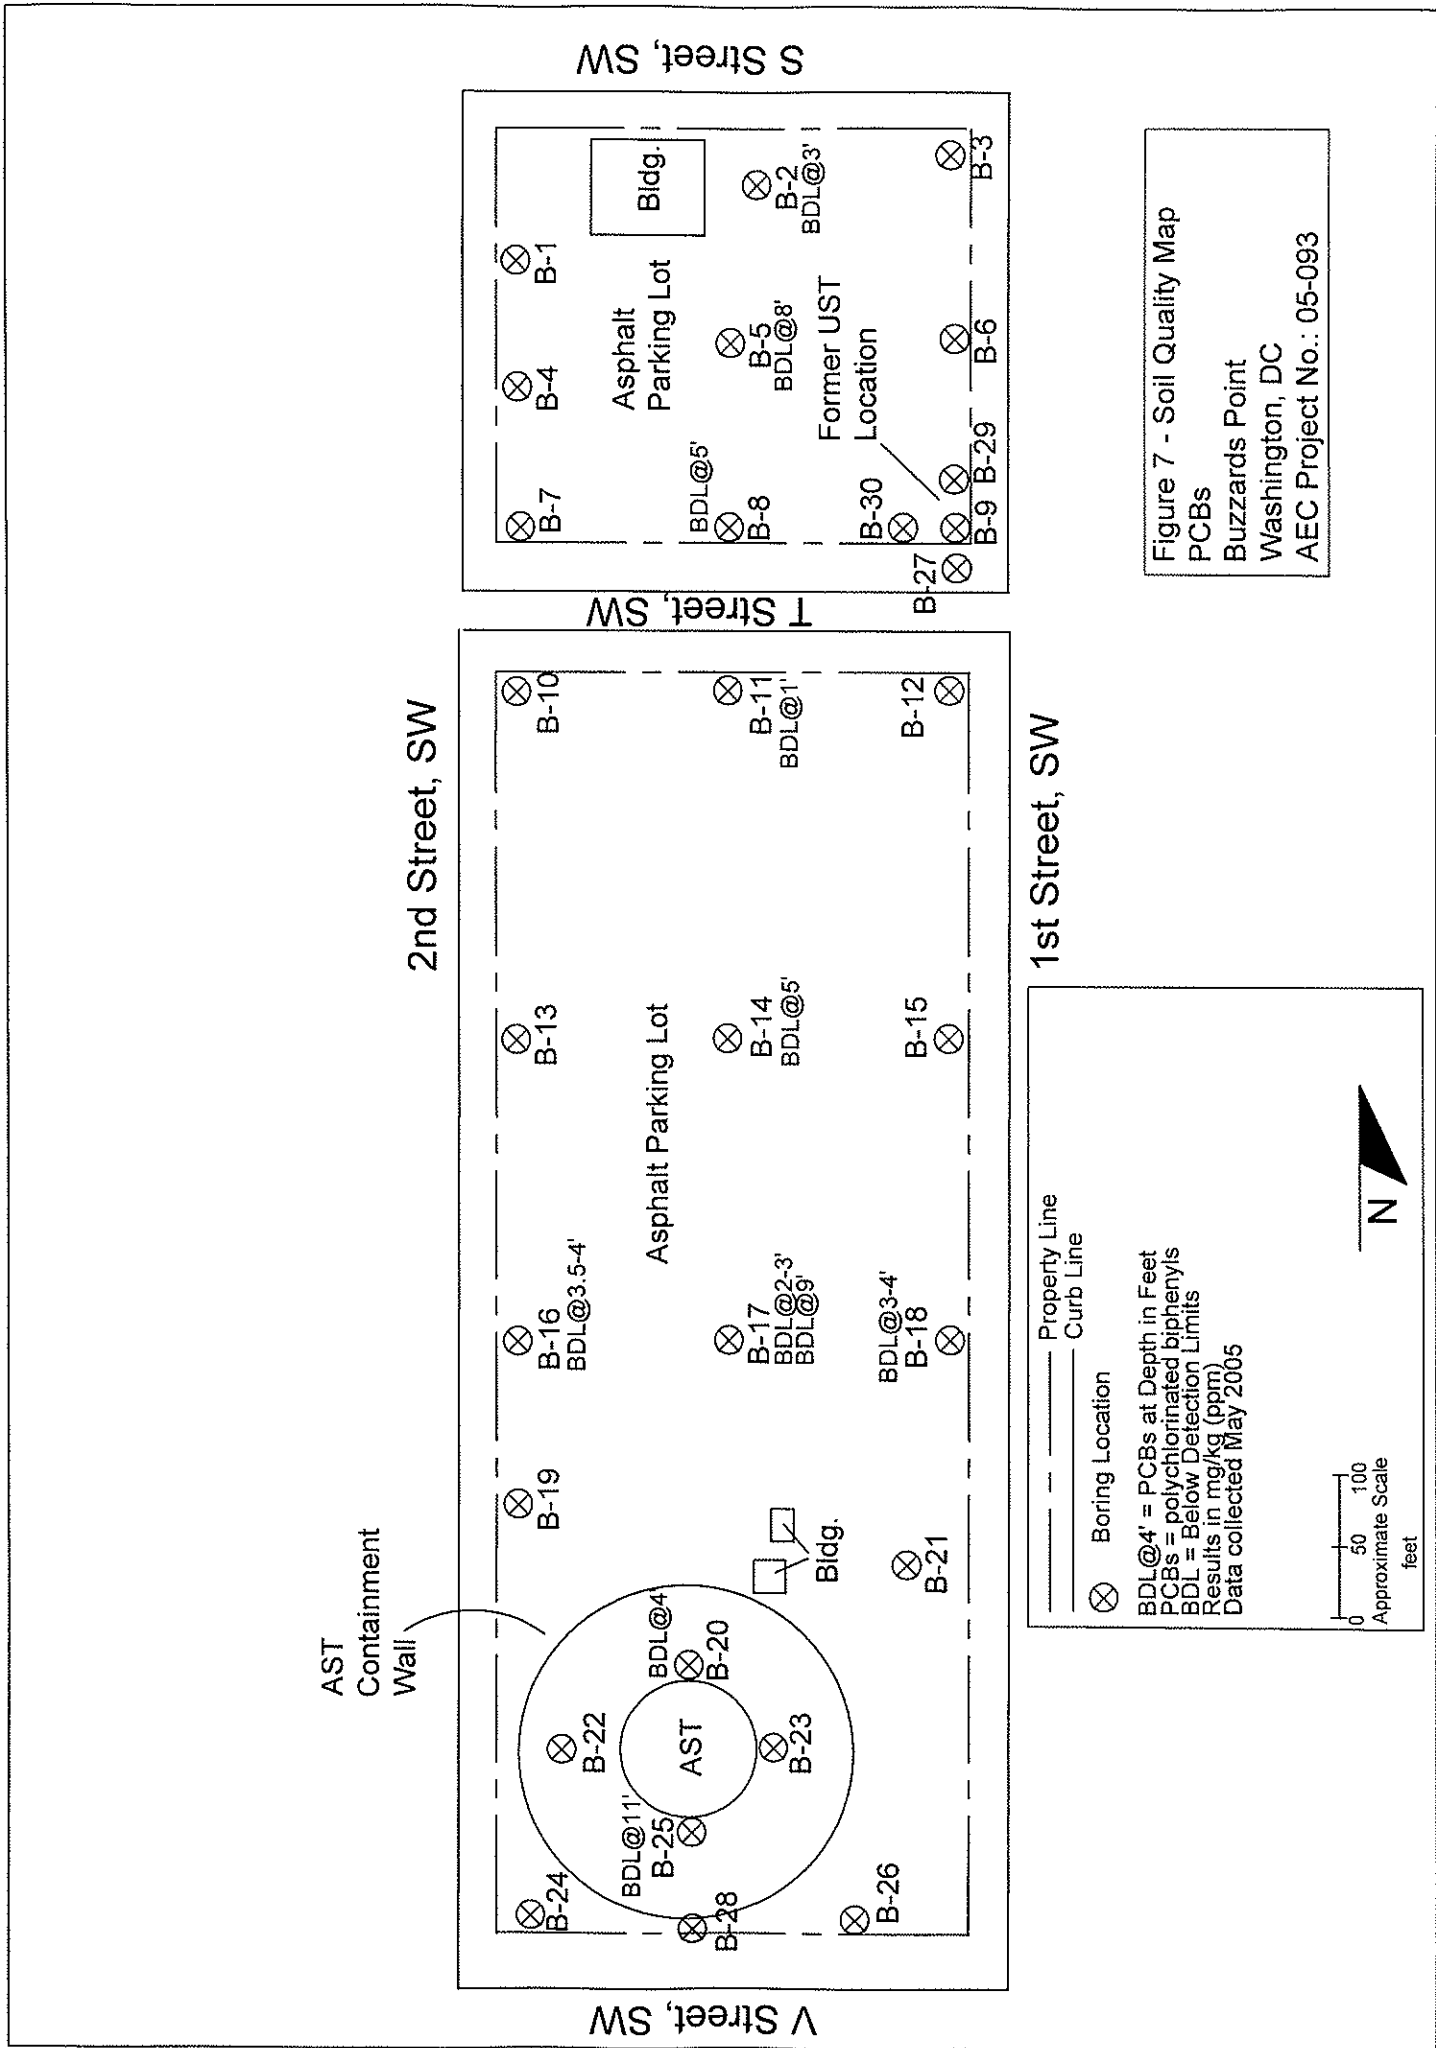 2nd Street, SW
AST
Containment
Wall
B-24
B-22
B-19
B-16
BDL@3.5-4'
B-13
B-10
B-7
B-4
B-1
BDL@11'
B-25
AST
BDL@4'
B-20
B-28
B-23
B-26
Bldg.
B-21
Asphalt Parking Lot
B-17
BDL@2-3'
BDL@9'
BDL@3-4'
B-18
B-14
BDL@5'
B-15
B-11
BDL@1'
B-12
V Street, SW
T Street, SW
S Street, SW
BDL@5'
B-8
Asphalt
Parking Lot
Bldg.
B-5
BDL@8'
B-2
BDL@3'
Former UST
Location
B-30
B-27
B-9
B-29
B-6
B-3
1st Street, SW
Property Line
Curb Line
Boring Location
BDL@4' = PCBs at Depth in Feet
PCBs = polychlorinated biphenyls
BDL = Below Detection Limits
Results in mg/kg (ppm)
Data collected May 2005
0 50 100
Approximate Scale
feet
N
Figure 7 - Soil Quality Map
PCBs
Buzzards Point
Washington, DC
AEC Project No.: 05-093